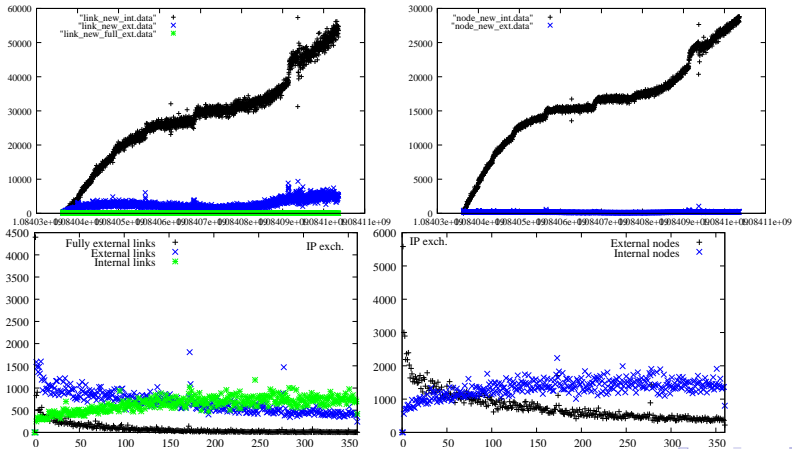 60000
50000
40000
30000
20000
10000
0
"link_new_int.data"
"link_new_ext.data"
"link_new_full_ext.data"
30000
25000
20000
15000
10000
5000
0
"node_new_int.data"
"node_new_ext.data"
4500
4000
3500
3000
2500
2000
1500
1000
500
0
Fully external links
External links
Internal links
IP exch.
0 50 100 150 200 250 300 350
6000
5000
4000
3000
2000
1000
0
IP exch.
External nodes
Internal nodes
0 50 100 150 200 250 300 350